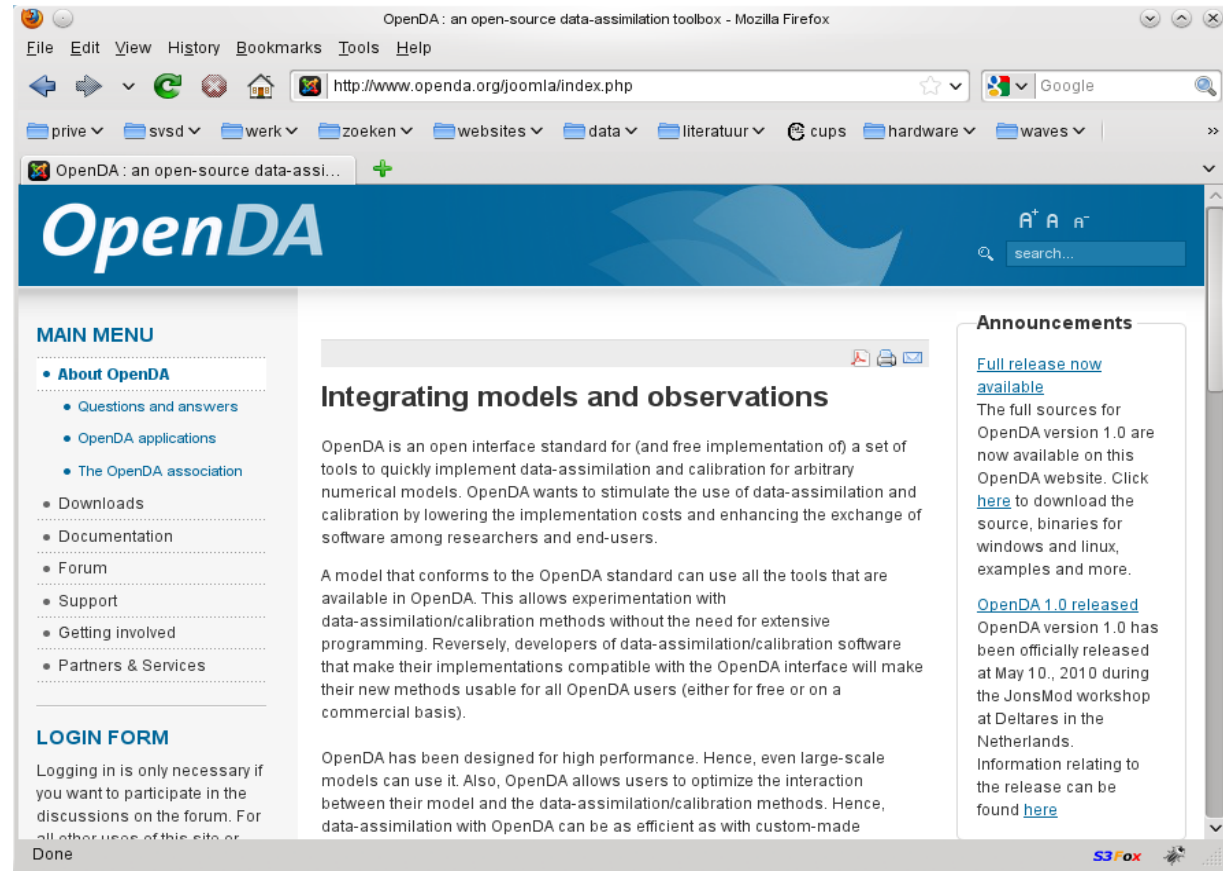 OpenDA : an open-source data-assimilation toolbox - Mozilla Firefox
File Edit View History Bookmarks Tools Help
http://www.openda.org/joomla/index.php
Google
prive svsd werk zoeken websites data literatuur cups hardware waves »
OpenDA : an open-source data-assi...
OpenDA
A+ A A-
search...
MAIN MENU
About OpenDA
Questions and answers
OpenDA applications
The OpenDA association
Downloads
Documentation
Forum
Support
Getting involved
Partners & Services
LOGIN FORM
Logging in is only necessary if
you want to participate in the
discussions on the forum. For
all other uses of this site or
Integrating models and observations
OpenDA is an open interface standard for (and free implementation of) a set of
tools to quickly implement data-assimilation and calibration for arbitrary
numerical models. OpenDA wants to stimulate the use of data-assimilation and
calibration by lowering the implementation costs and enhancing the exchange of
software among researchers and end-users.
A model that conforms to the OpenDA standard can use all the tools that are
available in OpenDA. This allows experimentation with
data-assimilation/calibration methods without the need for extensive
programming. Reversely, developers of data-assimilation/calibration software
that make their implementations compatible with the OpenDA interface will make
their new methods usable for all OpenDA users (either for free or on a
commercial basis).
OpenDA has been designed for high performance. Hence, even large-scale
models can use it. Also, OpenDA allows users to optimize the interaction
between their model and the data-assimilation/calibration methods. Hence,
data-assimilation with OpenDA can be as efficient as with custom-made
Announcements
Full release now
available
The full sources for
OpenDA version 1.0 are
now available on this
OpenDA website. Click
here to download the
source, binaries for
windows and linux,
examples and more.
OpenDA 1.0 released
OpenDA version 1.0 has
been officially released
at May 10., 2010 during
the JonsMod workshop
at Deltares in the
Netherlands.
Information relating to
the release can be
found here
Done
S3Fox